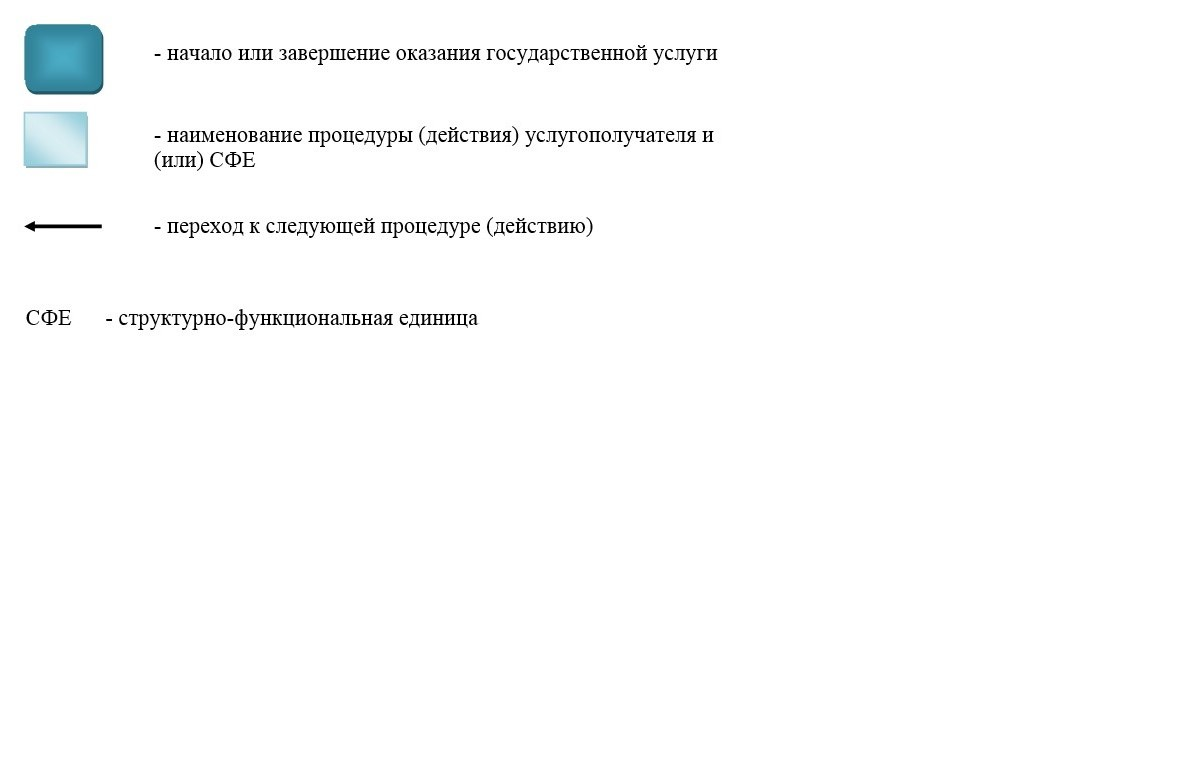 - начало или завершение оказания государственной услуги
- наименование процедуры (действия) услугополучателя и
(или) СФЕ
- переход к следующей процедуре (действию)
СФЕ - структурно-функциональная единица